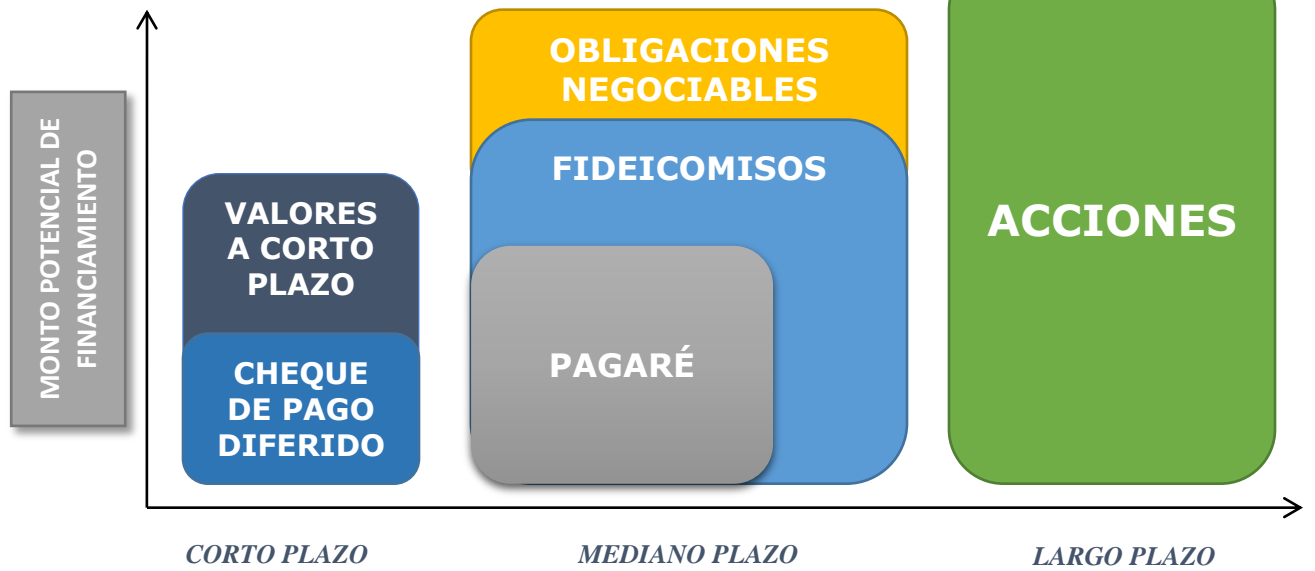 MONTO POTENCIAL DE
FINANCIAMIENTO
VALORES
A CORTO
PLAZO
CHEQUE
DE PAGO
DIFERIDO
OBLIGACIONES
NEGOCIABLES
FIDEICOMISOS
PAGARÉ
ACCIONES
CORTO PLAZO
MEDIANO PLAZO
LARGO PLAZO